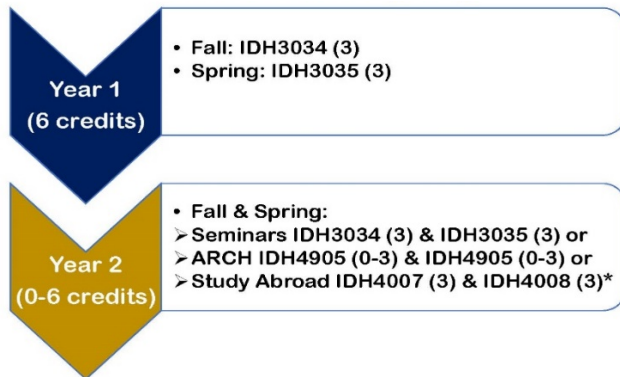 Year 1
(6 credits)
• Fall: IDH3034 (3)
• Spring: IDH3035 (3)
Year 2
(0-6 credits)
• Fall & Spring:
➢ Seminars IDH3034 (3) & IDH3035 (3) or
➢ ARCH IDH4905 (0-3) & IDH4905 (0-3) or
➢ Study Abroad IDH4007 (3) & IDH4008 (3)*